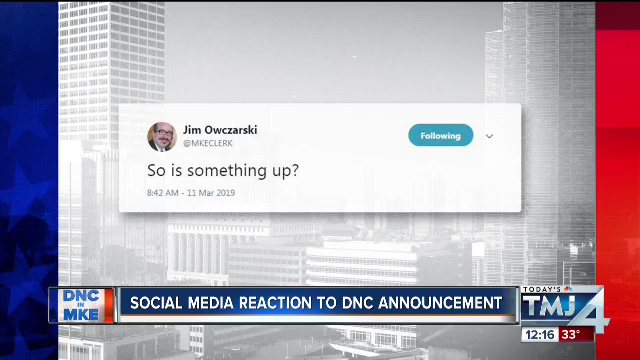 Jim Owczarski
@MKECLERK
Following
So is something up?
8:42 AM - 11 Mar 2019
DNC
IN
MKE
SOCIAL MEDIA REACTION TO DNC ANNOUNCEMENT
TODAY'S
TMJ4
12:16 33°